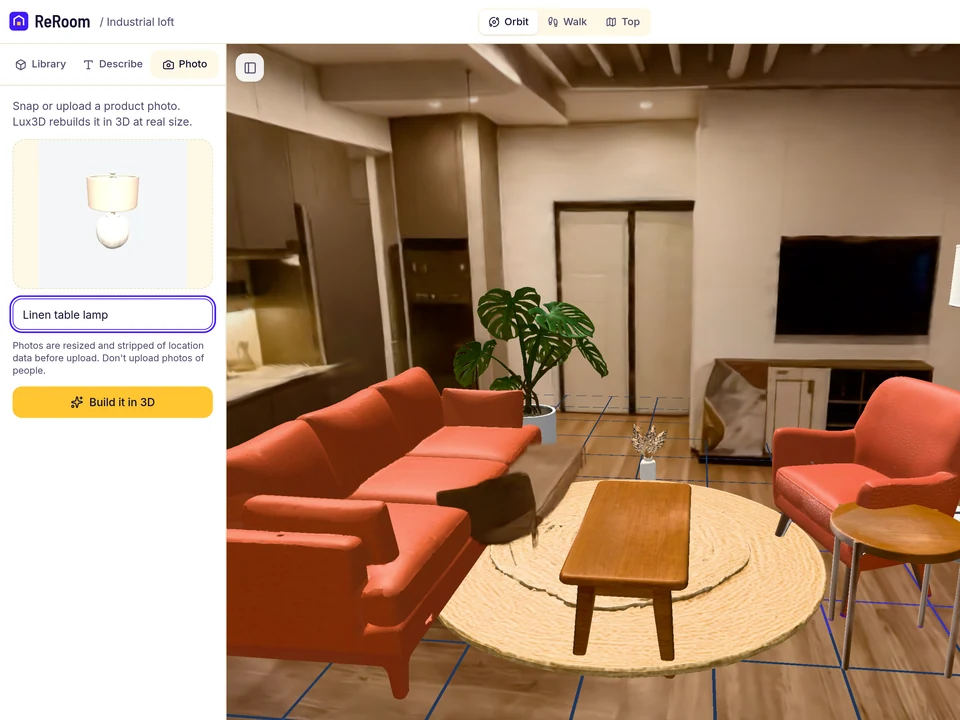 ReRoom / Industrial loft
Orbit
Walk
Top
Library
Describe
Photo
Snap or upload a product photo.
Lux3D rebuilds it in 3D at real size.
Linen table lamp
Photos are resized and stripped of location
data before upload. Don't upload photos of
people.
Build it in 3D